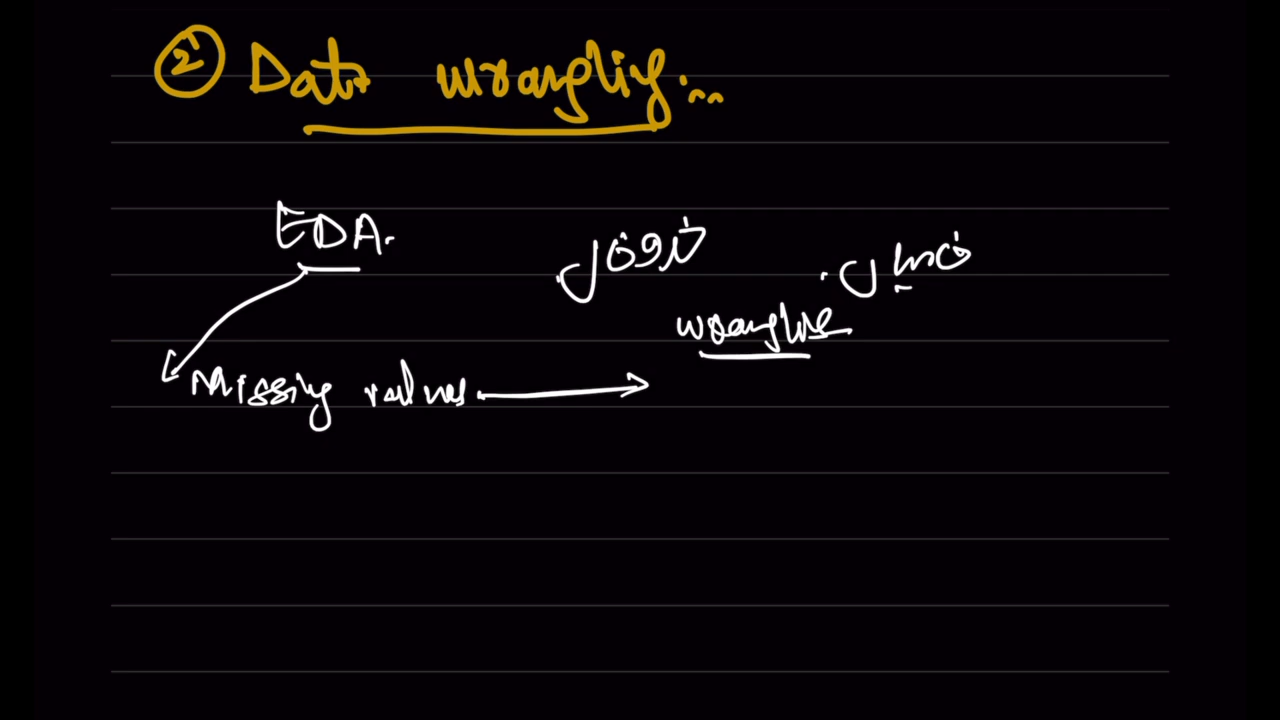 ② Data wrangling...
EDA.
wrangling
Missing values